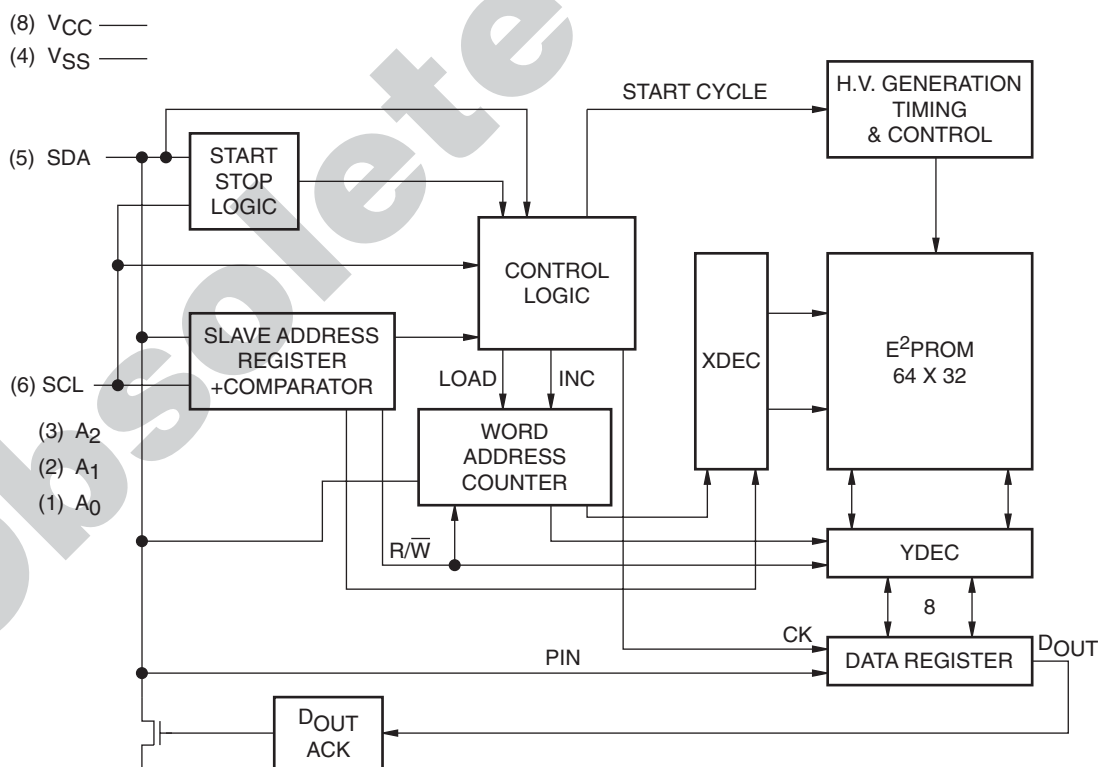 (8) VCC
(4) VSS
(5) SDA
START
STOP
LOGIC
START CYCLE
H.V. GENERATION
TIMING
& CONTROL
CONTROL
LOGIC
SLAVE ADDRESS
REGISTER
+COMPARATOR
(6) SCL
(3) A2
(2) A1
(1) A0
LOAD
INC
WORD
ADDRESS
COUNTER
XDEC
E²PROM
64 X 32
R/W̅
YDEC
8
CK
PIN
DATA REGISTER
DOUT
DOUT
ACK
Obsolete